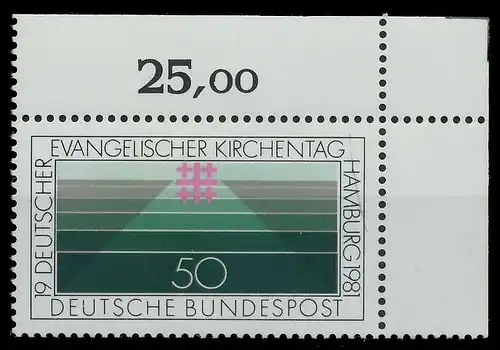 25,00
19 DEUTSCHER
EVANGELISCHER KIRCHENTAG
HAMBURG 1981
50
DEUTSCHE BUNDESPOST